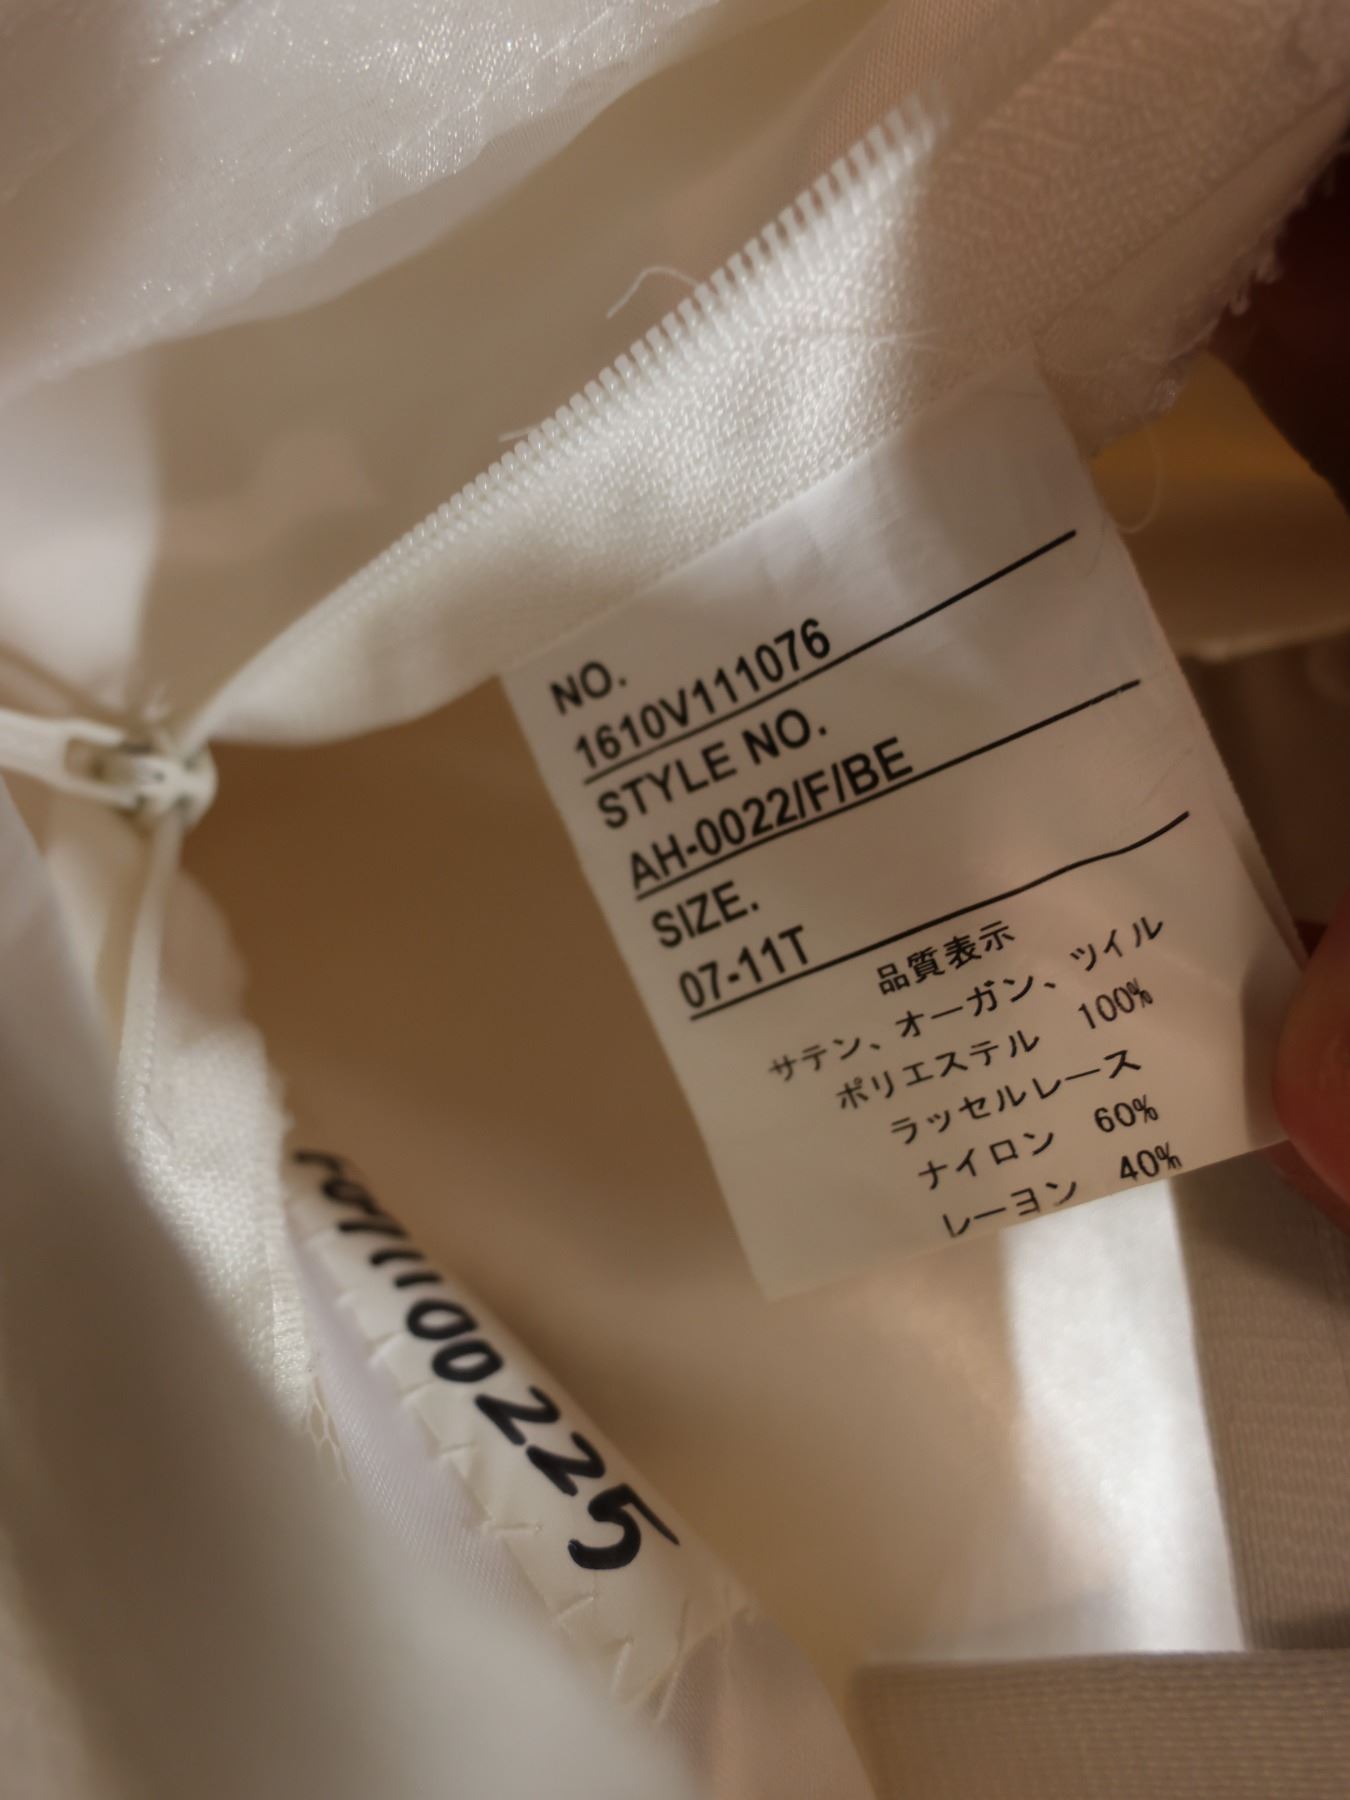 NO.
1610V111076
STYLE NO.
AH-0022/F/BE
SIZE.
07-11T
品質表示
サテン、オーガン、ツイル
ポリエステル 100%
ラッセルレース
ナイロン 60%
レーヨン 40%